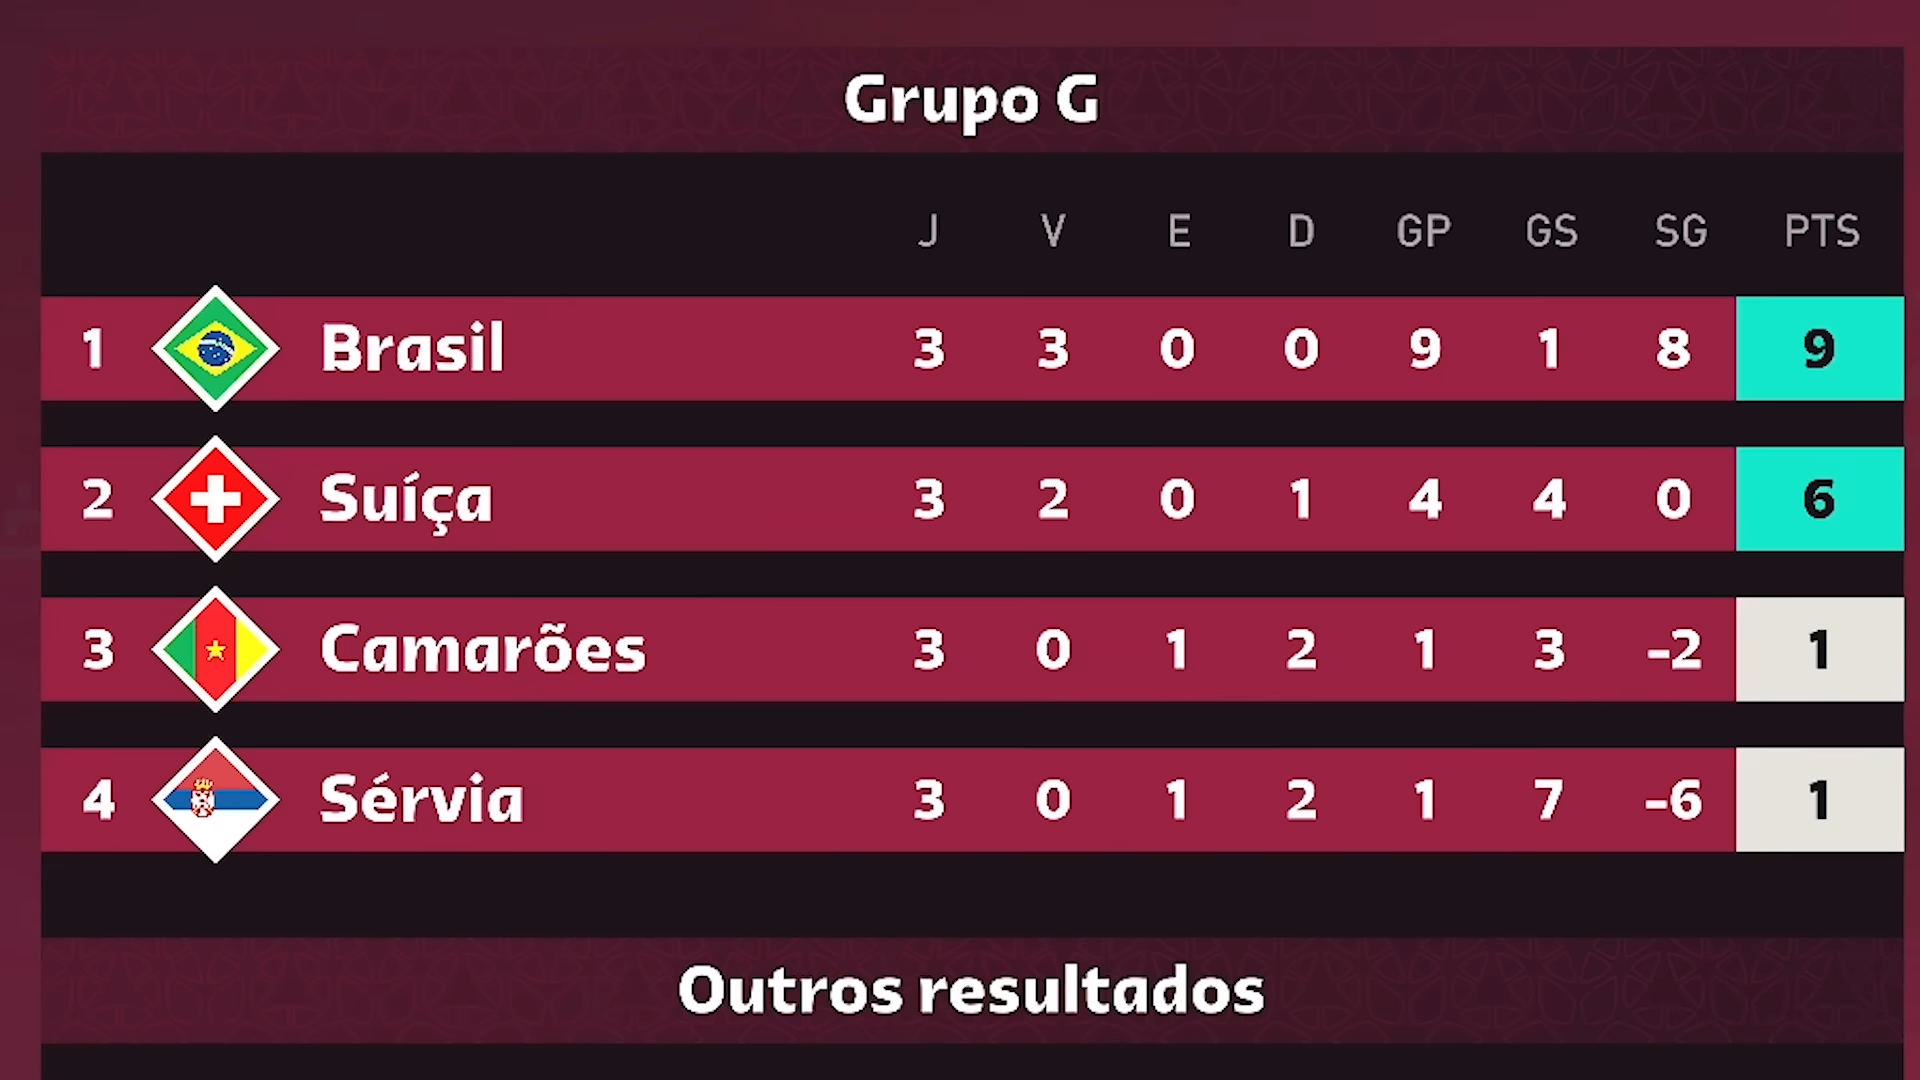 Grupo G
J V E D GP GS SG PTS
1 Brasil 3 3 0 0 9 1 8 9
2 Suíça 3 2 0 1 4 4 0 6
3 Camarões 3 0 1 2 1 3 -2 1
4 Sérvia 3 0 1 2 1 7 -6 1
Outros resultados